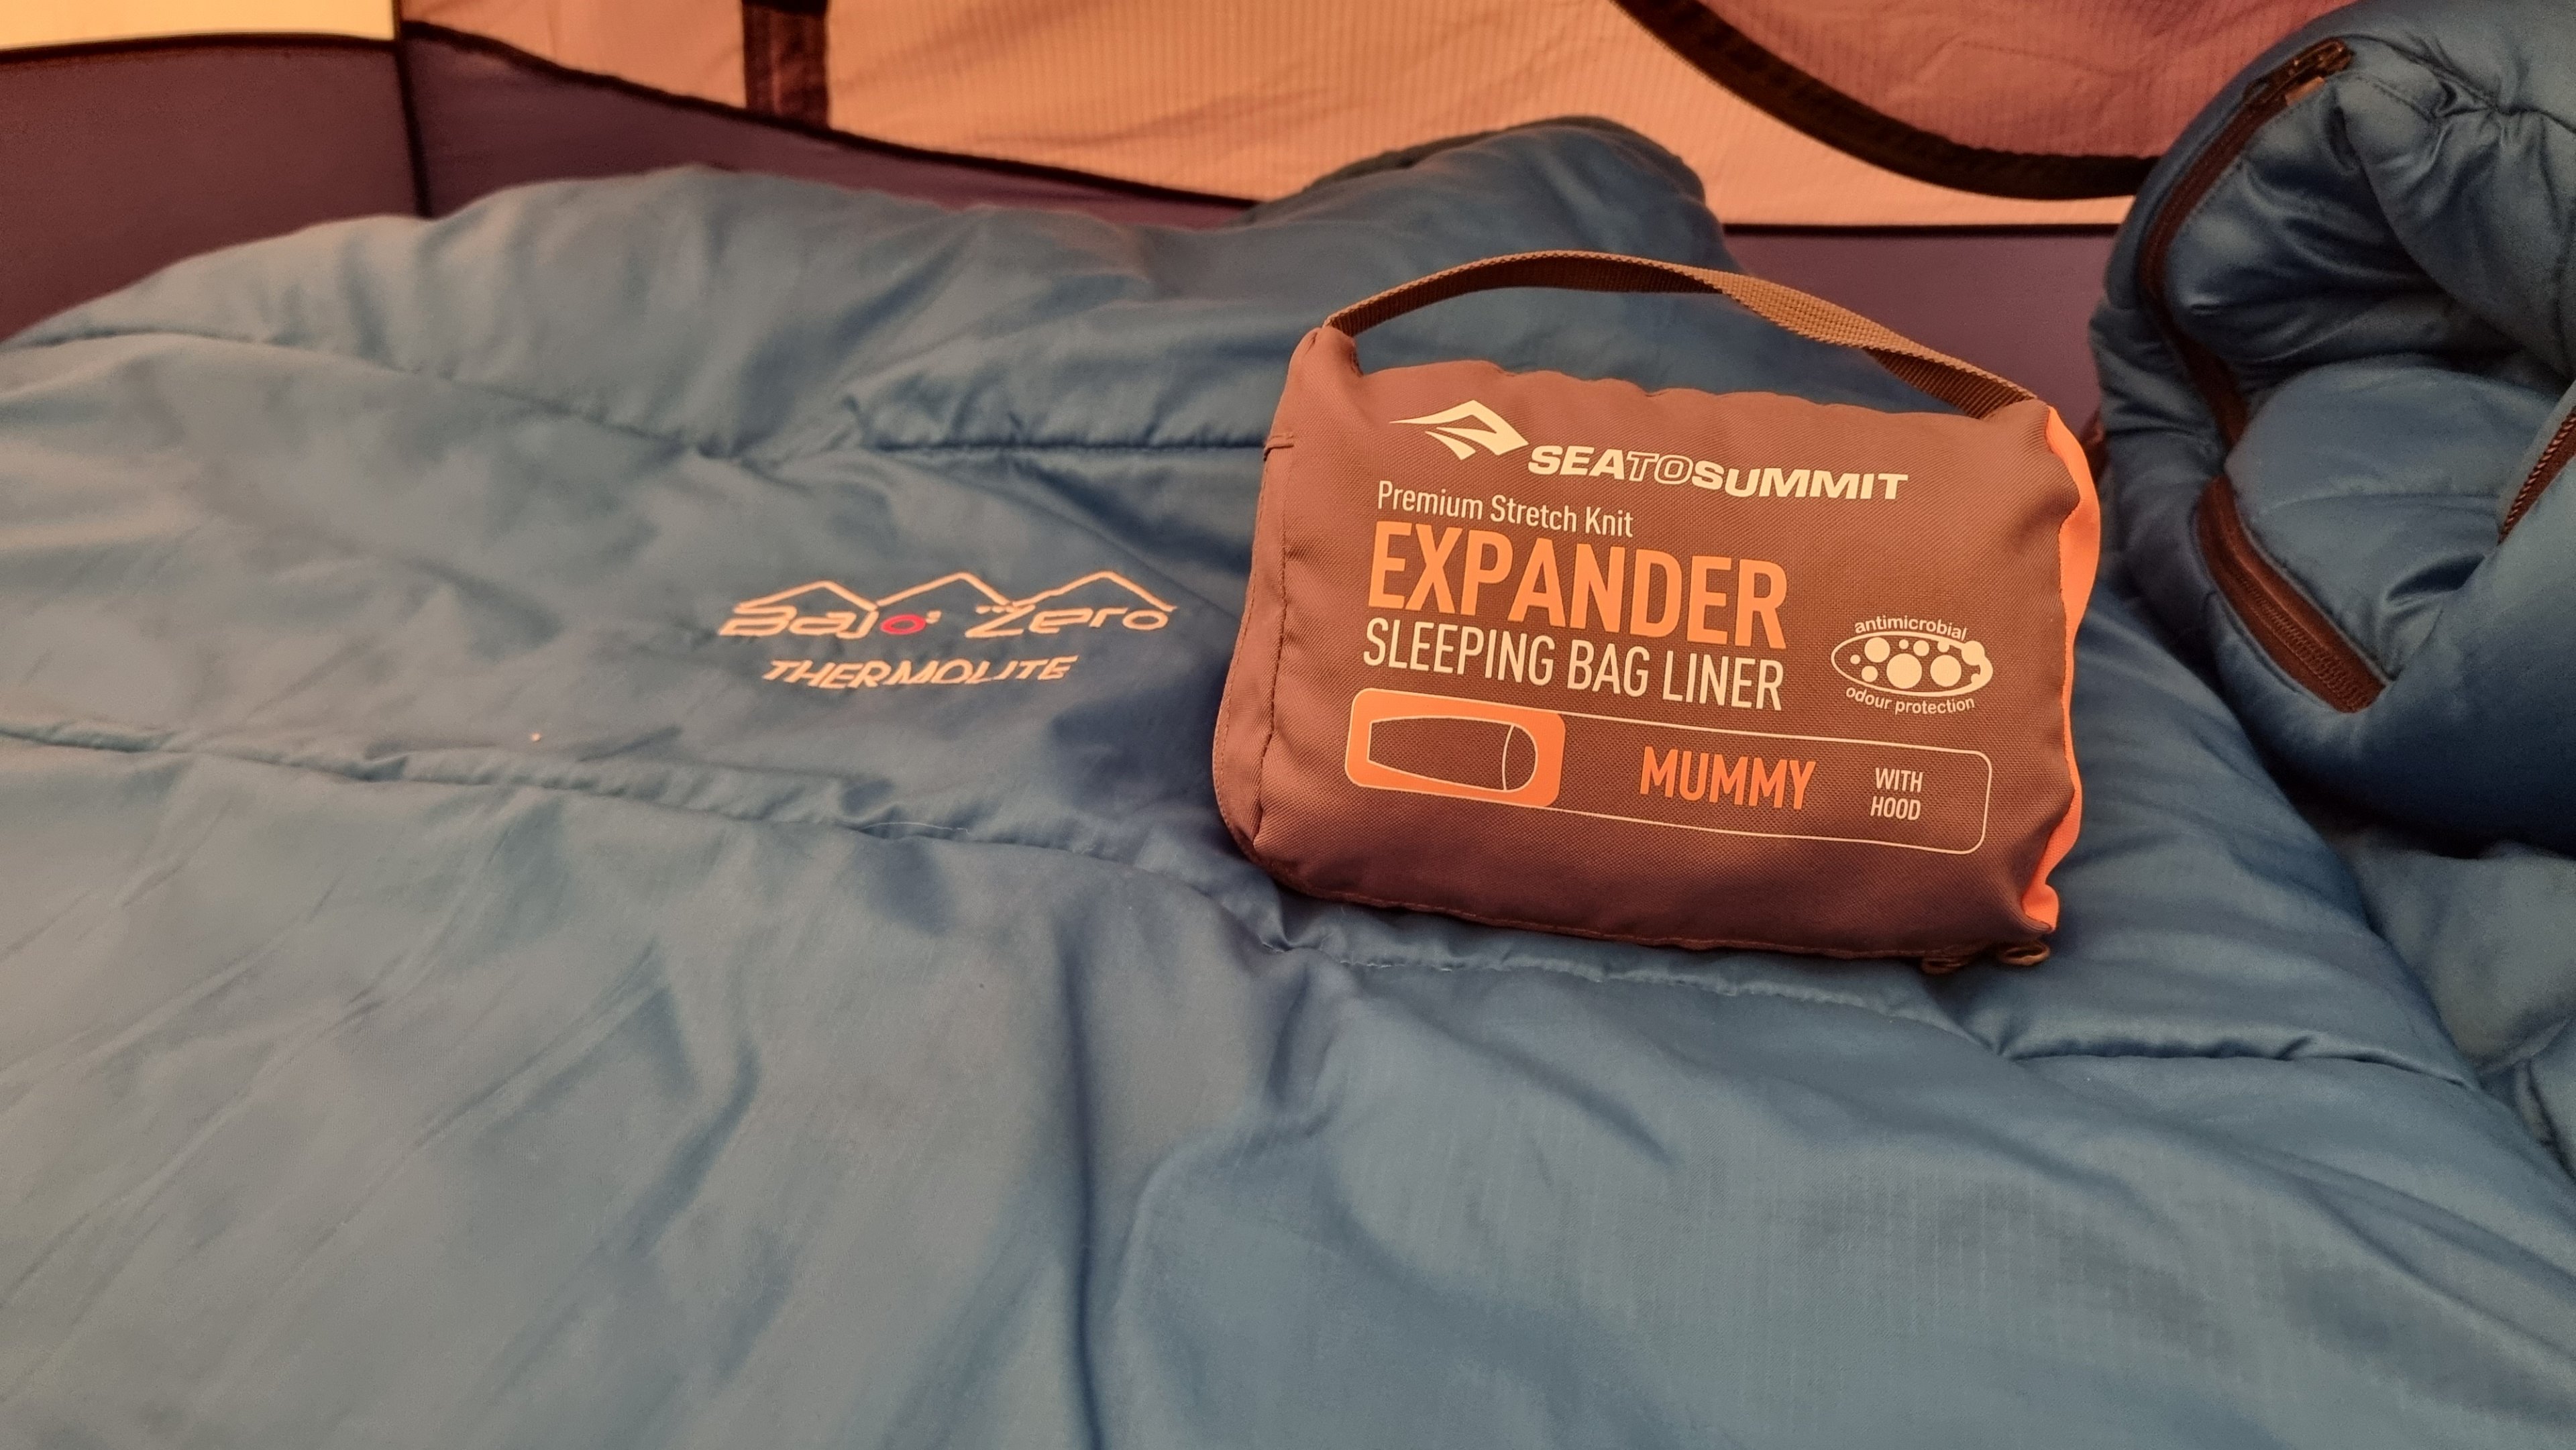 Bajo° Zero
THERMOLITE
SEATOSUMMIT
Premium Stretch Knit
EXPANDER
SLEEPING BAG LINER
antimicrobial
odour protection
MUMMY
WITH
HOOD